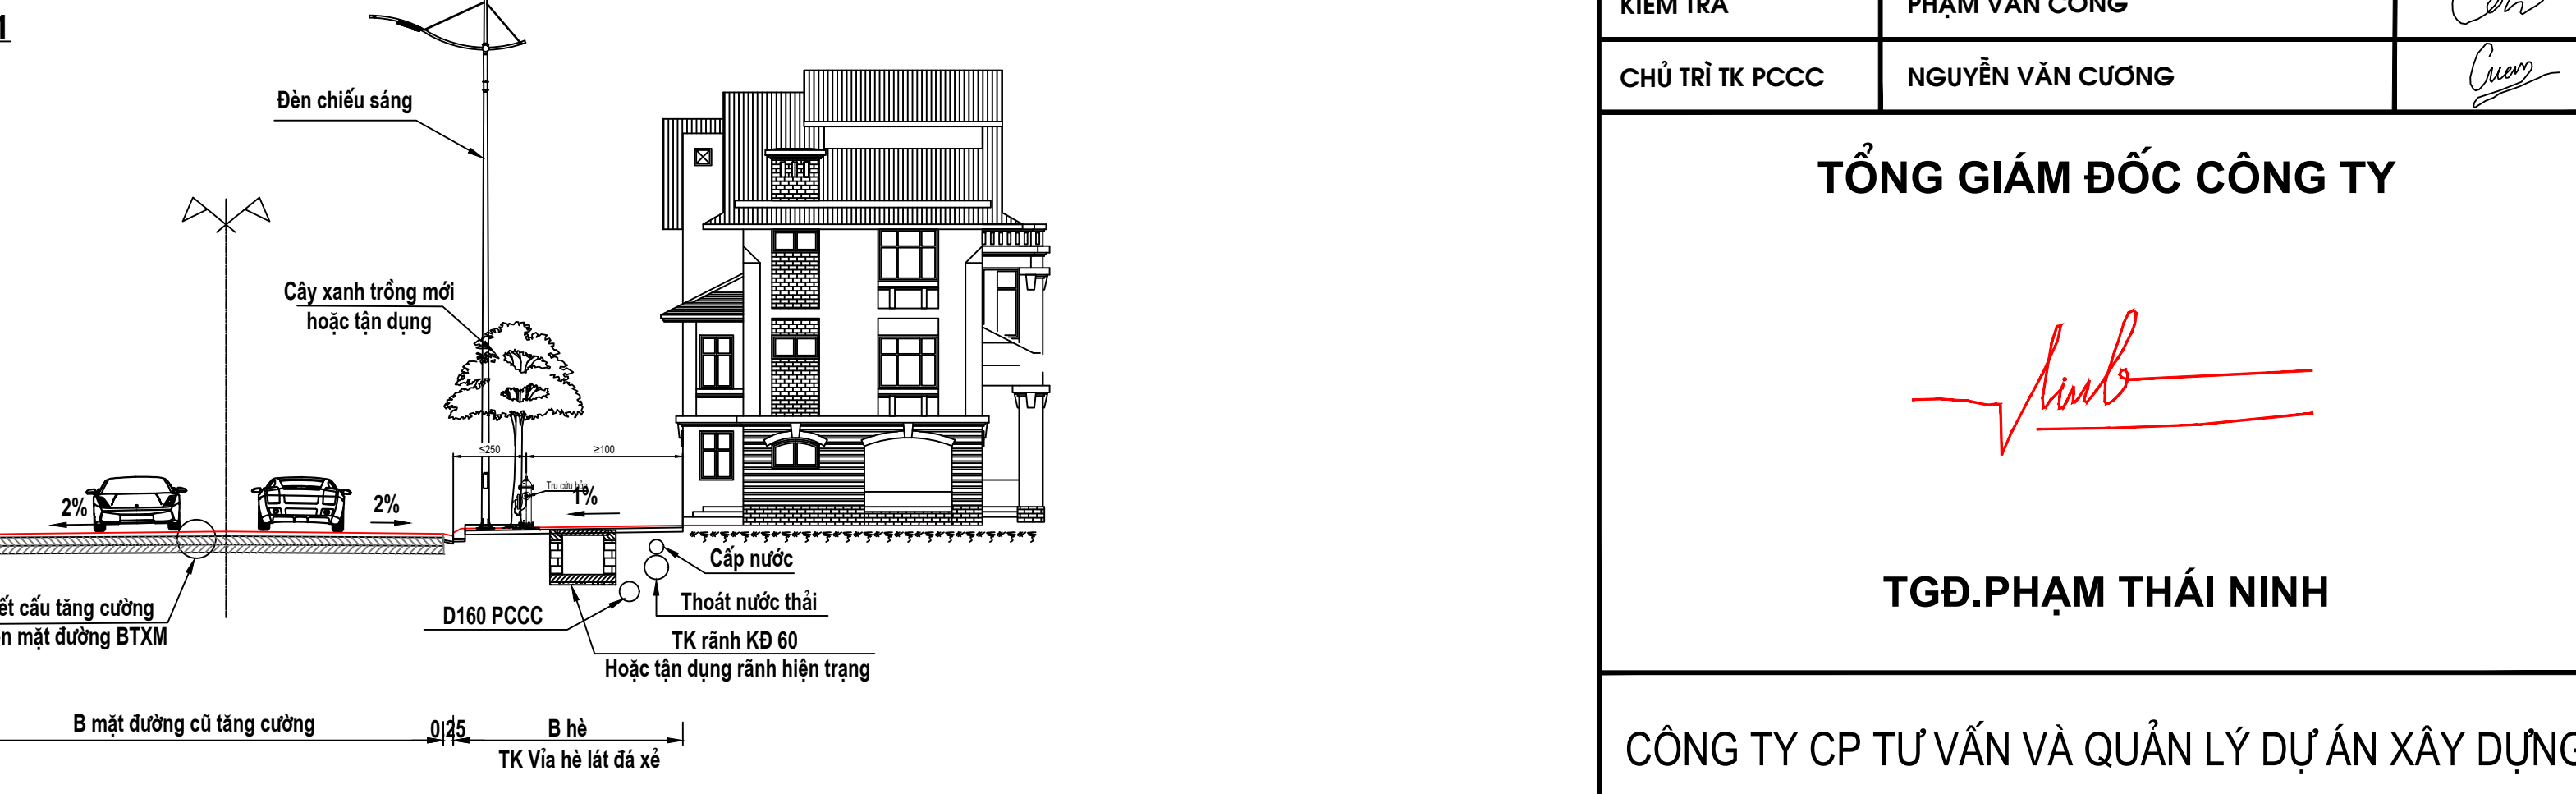 Đèn chiếu sáng
Cây xanh trồng mới
hoặc tận dụng
≤250
≥100
Trụ cứu hỏa
2%
2%
1%
Cấp nước
Thoát nước thải
D160 PCCC
TK rãnh KĐ 60
Hoặc tận dụng rãnh hiện trạng
ết cấu tăng cường
n mặt đường BTXM
B mặt đường cũ tăng cường
0.25
B hè
TK Vỉa hè lát đá xẻ
KIỂM TRA
PHẠM VĂN CÔNG
CHỦ TRÌ TK PCCC
NGUYỄN VĂN CƯƠNG
TỔNG GIÁM ĐỐC CÔNG TY
TGĐ.PHẠM THÁI NINH
CÔNG TY CP TƯ VẤN VÀ QUẢN LÝ DỰ ÁN XÂY DỰNG